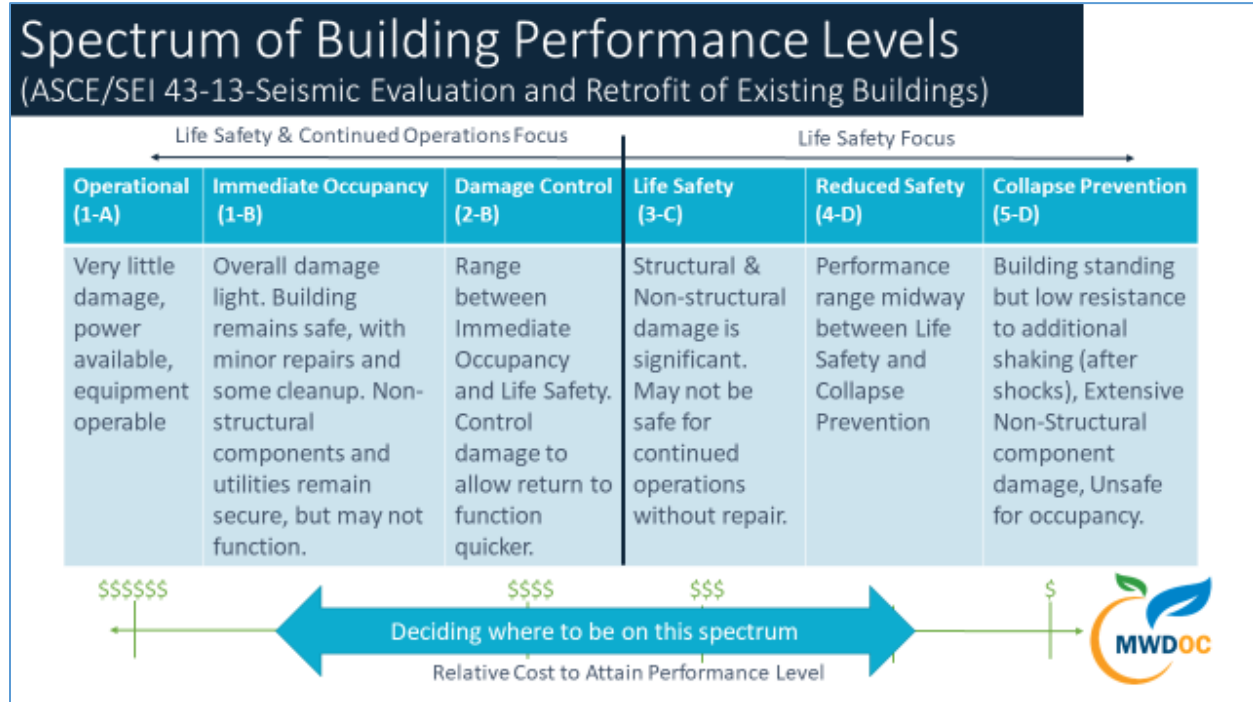 Spectrum of Building Performance Levels
(ASCE/SEI 43-13-Seismic Evaluation and Retrofit of Existing Buildings)
Life Safety & Continued Operations Focus
Life Safety Focus
Operational
(1-A)
Immediate Occupancy
(1-B)
Damage Control
(2-B)
Life Safety
(3-C)
Reduced Safety
(4-D)
Collapse Prevention
(5-D)
Very little
damage,
power
available,
equipment
operable
Overall damage
light. Building
remains safe, with
minor repairs and
some cleanup. Non-
structural
components and
utilities remain
secure, but may not
function.
Range
between
Immediate
Occupancy
and Life Safety.
Control
damage to
allow return to
function
quicker.
Structural &
Non-structural
damage is
significant.
May not be
safe for
continued
operations
without repair.
Performance
range midway
between Life
Safety and
Collapse
Prevention
Building standing
but low resistance
to additional
shaking (after
shocks), Extensive
Non-Structural
component
damage, Unsafe
for occupancy.
$$$$$$
$$$$
$$$
$
Deciding where to be on this spectrum
Relative Cost to Attain Performance Level
MWDOC